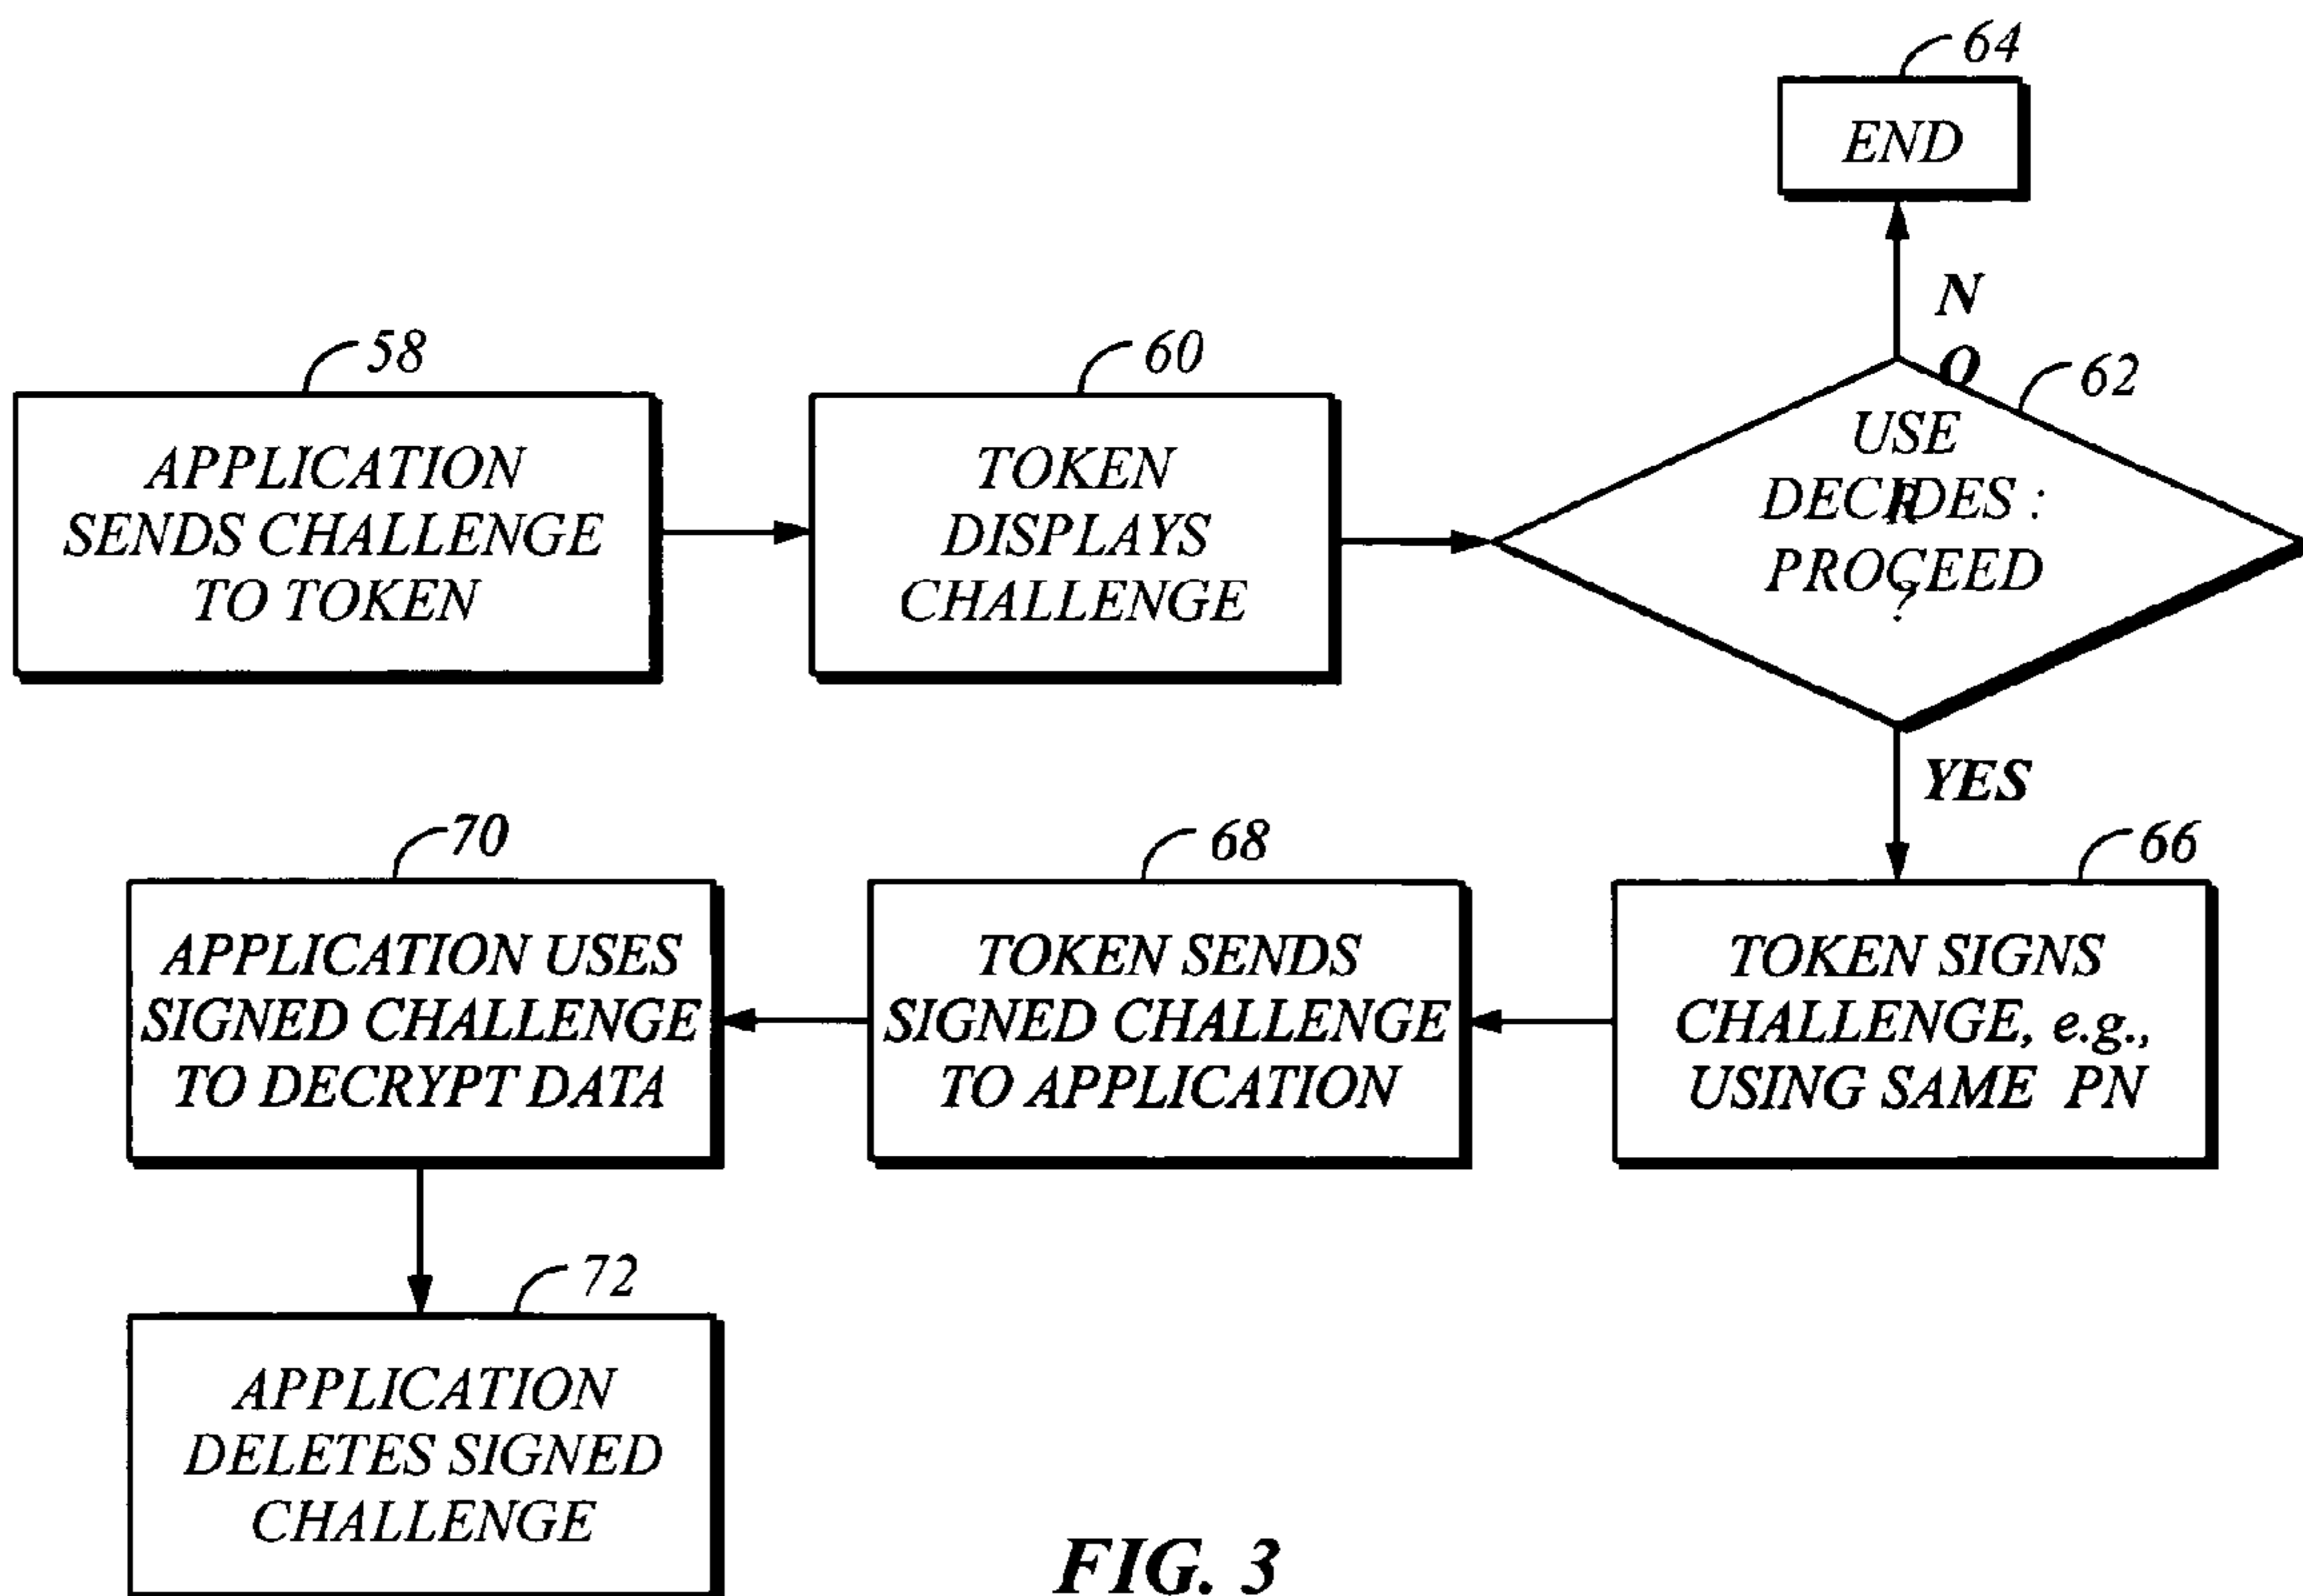 64
END
N
O
58
60
62
APPLICATION
SENDS CHALLENGE
TO TOKEN
TOKEN
DISPLAYS
CHALLENGE
USE
R
DECIDES :
PROCEED
?
YES
70
68
66
APPLICATION USES
SIGNED CHALLENGE
TO DECRYPT DATA
TOKEN SENDS
SIGNED CHALLENGE
TO APPLICATION
TOKEN SIGNS
CHALLENGE, e.g.,
USING SAME PN
72
APPLICATION
DELETES SIGNED
CHALLENGE
FIG. 3